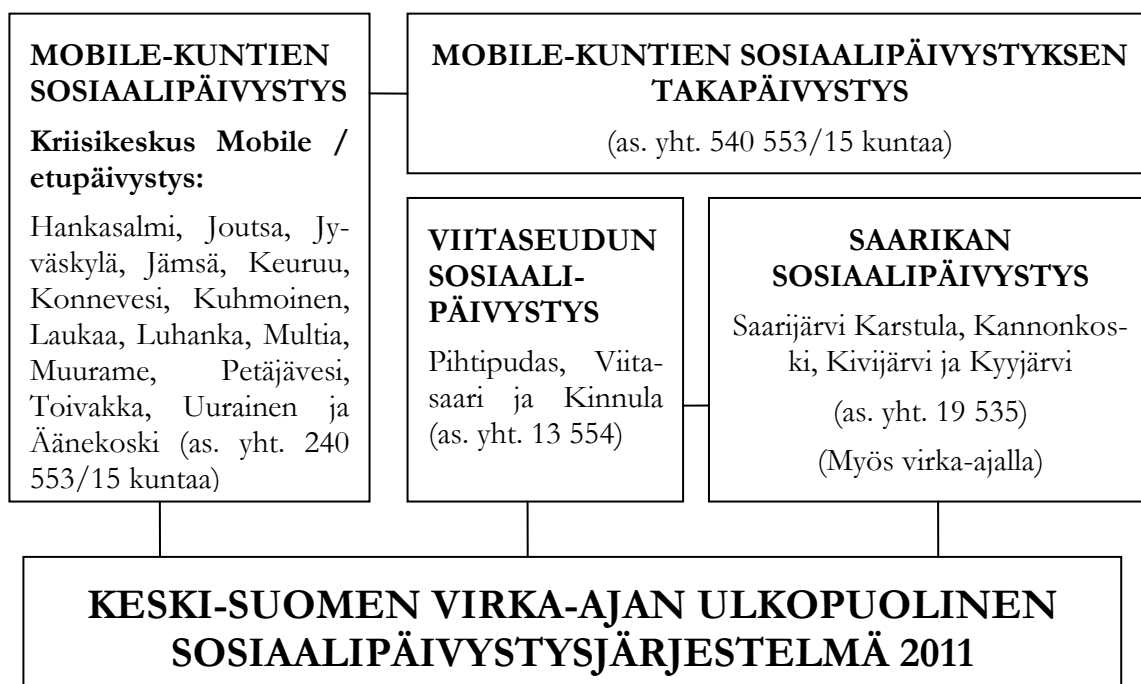 MOBILE-KUNTIEN
SOSIAALIPÄIVYSTYS
Kriisikeskus Mobile /
etupäivystys:
Hankasalmi, Joutsa, Jy-
väskylä, Jämsä, Keuruu,
Konnevesi, Kuhmoinen,
Laukaa, Luhanka, Multia,
Muurame, Petäjävesi,
Toivakka, Uurainen ja
Äänekoski (as. yht. 240
553/15 kuntaa)
MOBILE-KUNTIEN SOSIAALIPÄIVYSTYKSEN
TAKAPÄIVYSTYS
(as. yht. 540 553/15 kuntaa)
VIITASEUDUN
SOSIAALI-
PÄIVYSTYS
Pihtipudas, Viita-
saari ja Kinnula
(as. yht. 13 554)
SAARIKAN
SOSIAALIPÄIVYSTYS
Saarijärvi Karstula, Kannonkos-
ki, Kivijärvi ja Kyyjärvi
(as. yht. 19 535)
(Myös virka-ajalla)
KESKI-SUOMEN VIRKA-AJAN ULKOPUOLINEN
SOSIAALIPÄIVYSTYSJÄRJESTELMÄ 2011